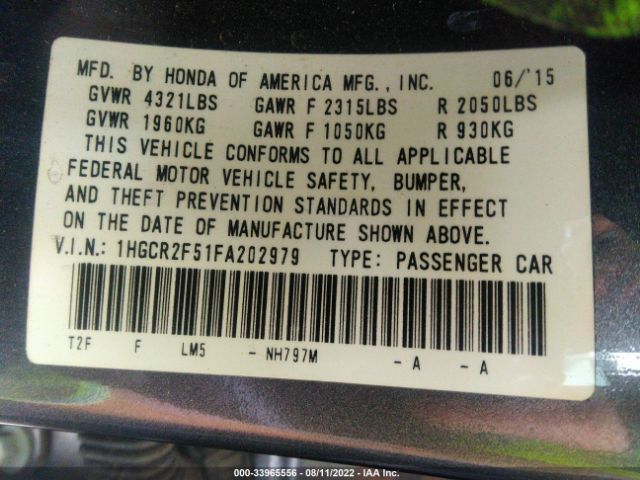 MFD. BY HONDA OF AMERICA MFG., INC. 06/'15
GVWR 4321LBS GAWR F 2315LBS R 2050LBS
GVWR 1960KG GAWR F 1050KG R 930KG
THIS VEHICLE CONFORMS TO ALL APPLICABLE
FEDERAL MOTOR VEHICLE SAFETY, BUMPER,
AND THEFT PREVENTION STANDARDS IN EFFECT
ON THE DATE OF MANUFACTURE SHOWN ABOVE.
V.I.N.: 1HGCR2F51FA202979 TYPE: PASSENGER CAR
T2F F LM5 - NH797M - A - A
000-33965556 - 08/11/2022 - IAA Inc.